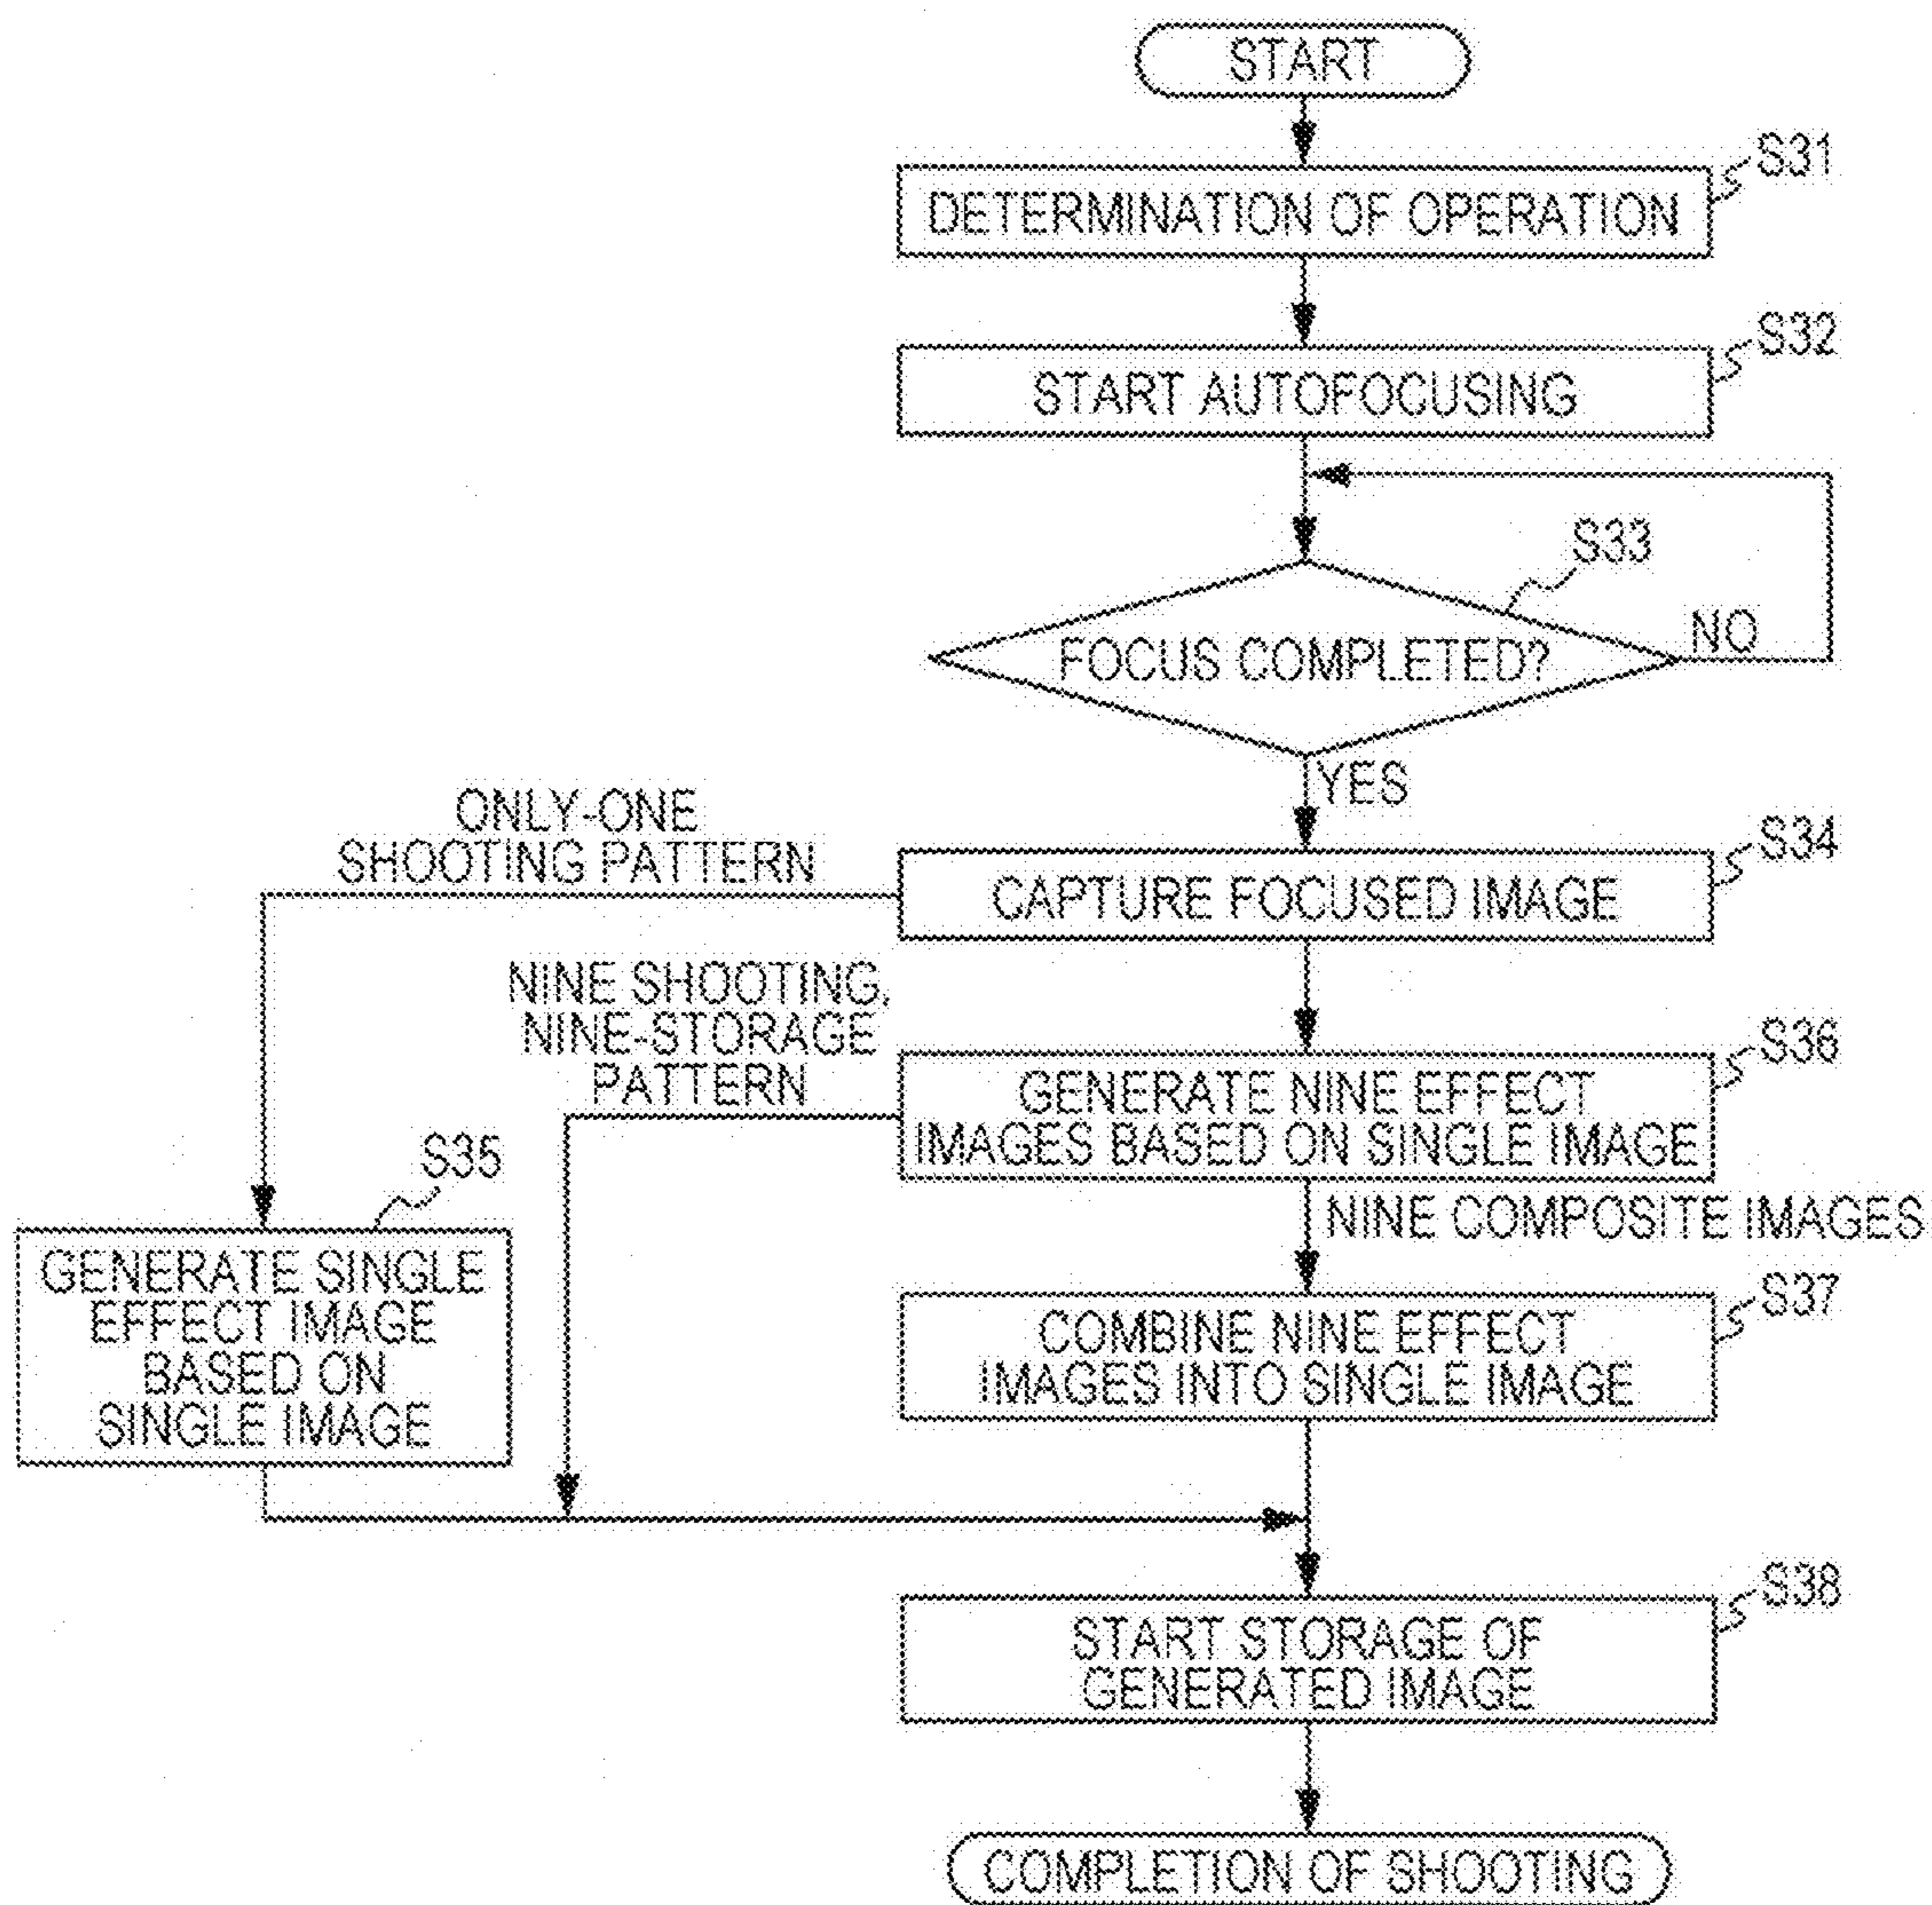 START
S31
DETERMINATION OF OPERATION
S32
START AUTOFOCUSING
S33
FOCUS COMPLETED?
NO
YES
ONLY-ONE
SHOOTING PATTERN
S34
CAPTURE FOCUSED IMAGE
NINE SHOOTING,
NINE-STORAGE
PATTERN
S36
GENERATE NINE EFFECT
IMAGES BASED ON SINGLE IMAGE
S35
GENERATE SINGLE
EFFECT IMAGE
BASED ON
SINGLE IMAGE
NINE COMPOSITE IMAGES
S37
COMBINE NINE EFFECT
IMAGES INTO SINGLE IMAGE
S38
START STORAGE OF
GENERATED IMAGE
COMPLETION OF SHOOTING